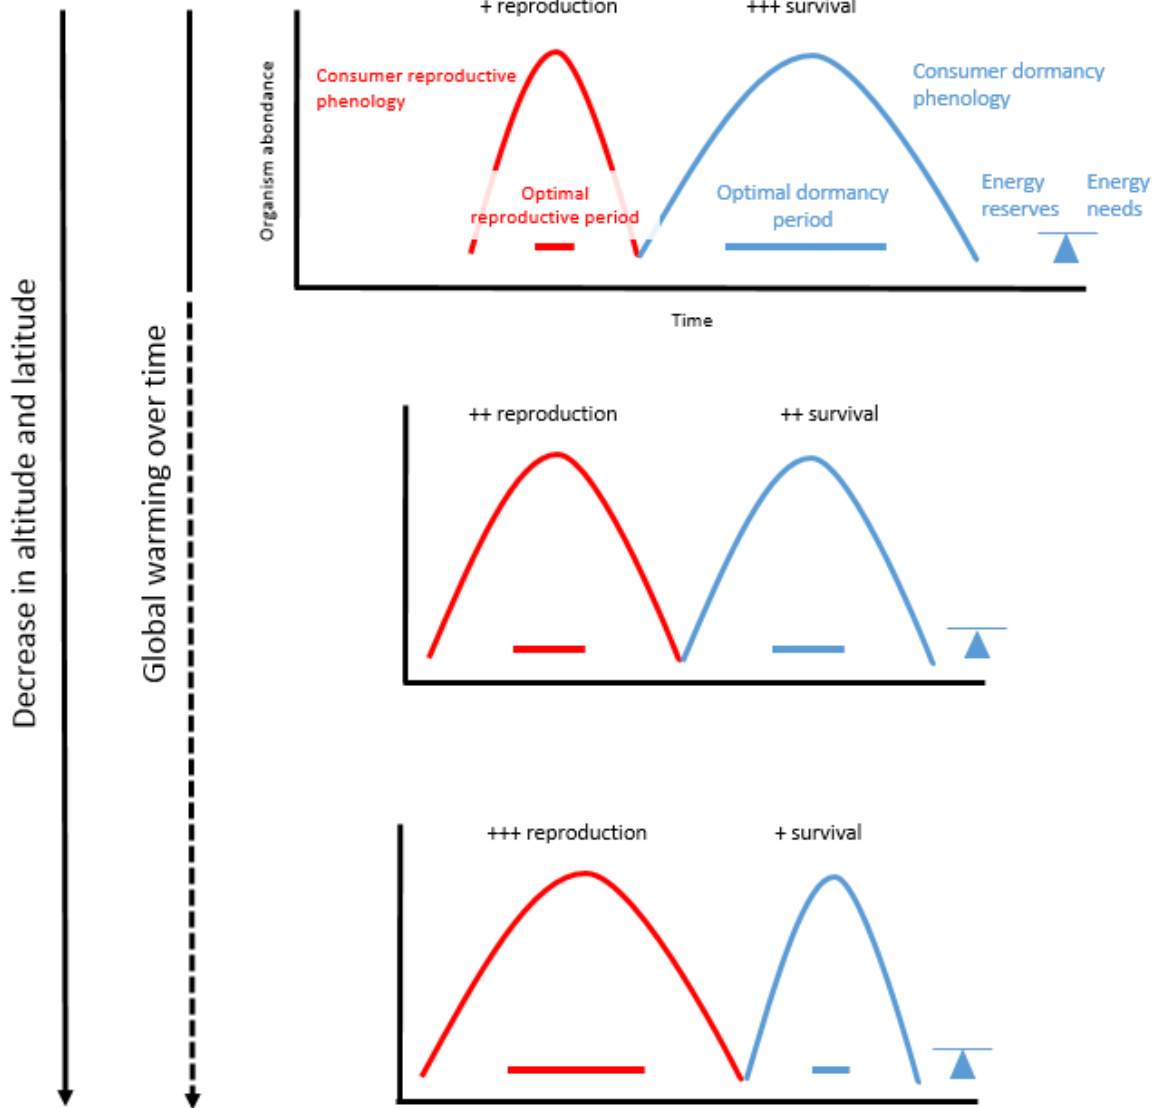 + reproduction
+++ survival
Consumer reproductive
phenology
Consumer dormancy
phenology
Organism abondance
Optimal
reproductive period
Optimal dormancy
period
Energy
reserves
Energy
needs
Time
Decrease in altitude and latitude
Global warming over time
++ reproduction
++ survival
+++ reproduction
+ survival